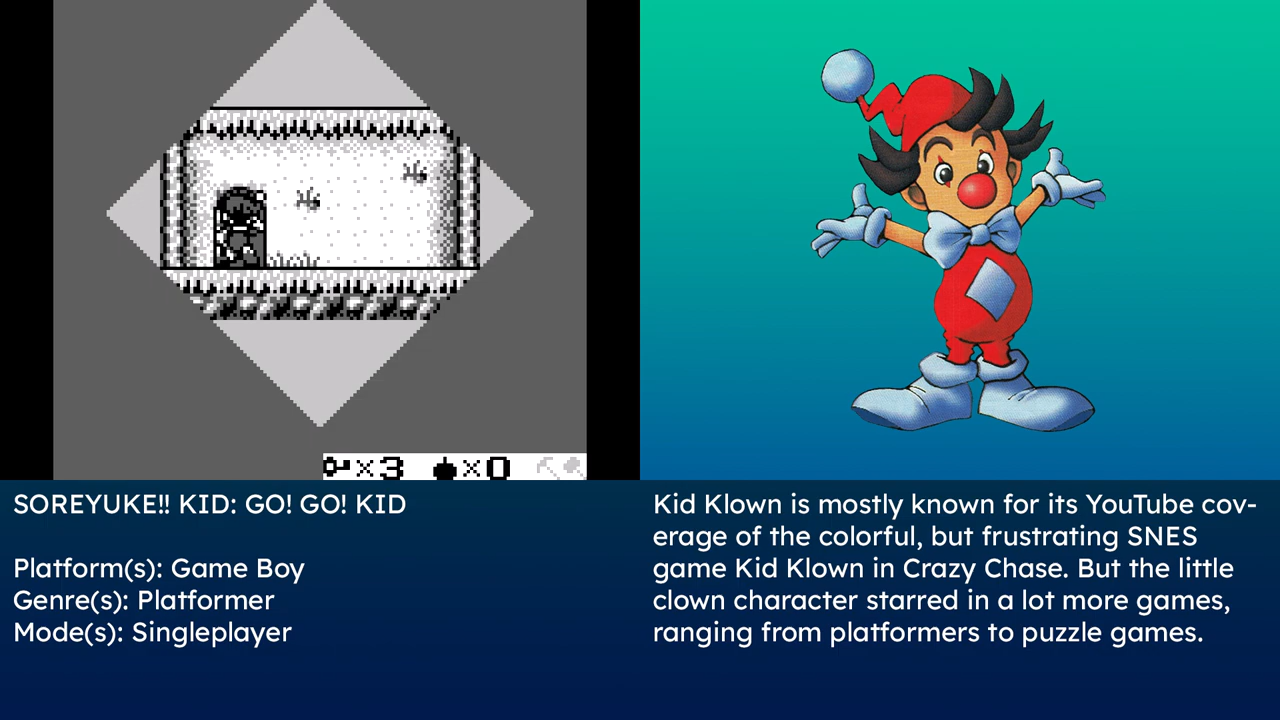 ×3 ×0
SOREYUKE!! KID: GO! GO! KID
Platform(s): Game Boy
Genre(s): Platformer
Mode(s): Singleplayer
Kid Klown is mostly known for its YouTube cov-
erage of the colorful, but frustrating SNES
game Kid Klown in Crazy Chase. But the little
clown character starred in a lot more games,
ranging from platformers to puzzle games.